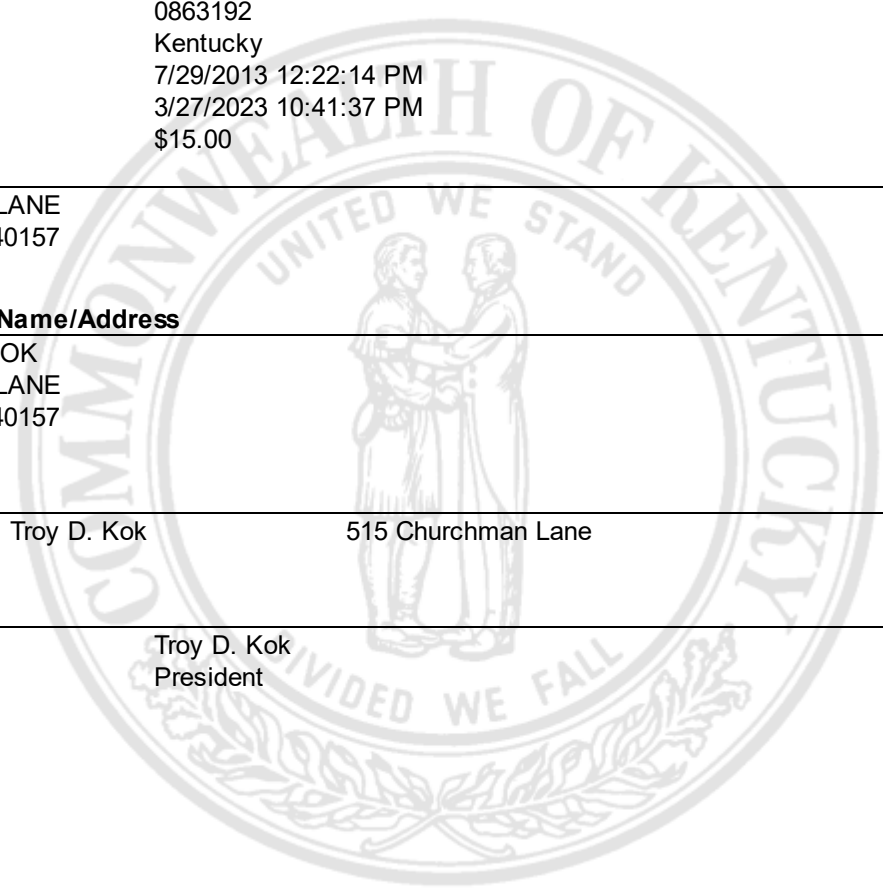 0863192
Kentucky
7/29/2013 12:22:14 PM
3/27/2023 10:41:37 PM
$15.00
LANE
40157
Name/Address
OK
LANE
40157
Troy D. Kok 515 Churchman Lane
Troy D. Kok
President
COMMONWEALTH OF KENTUCKY
UNITED WE STAND
DIVIDED WE FALL